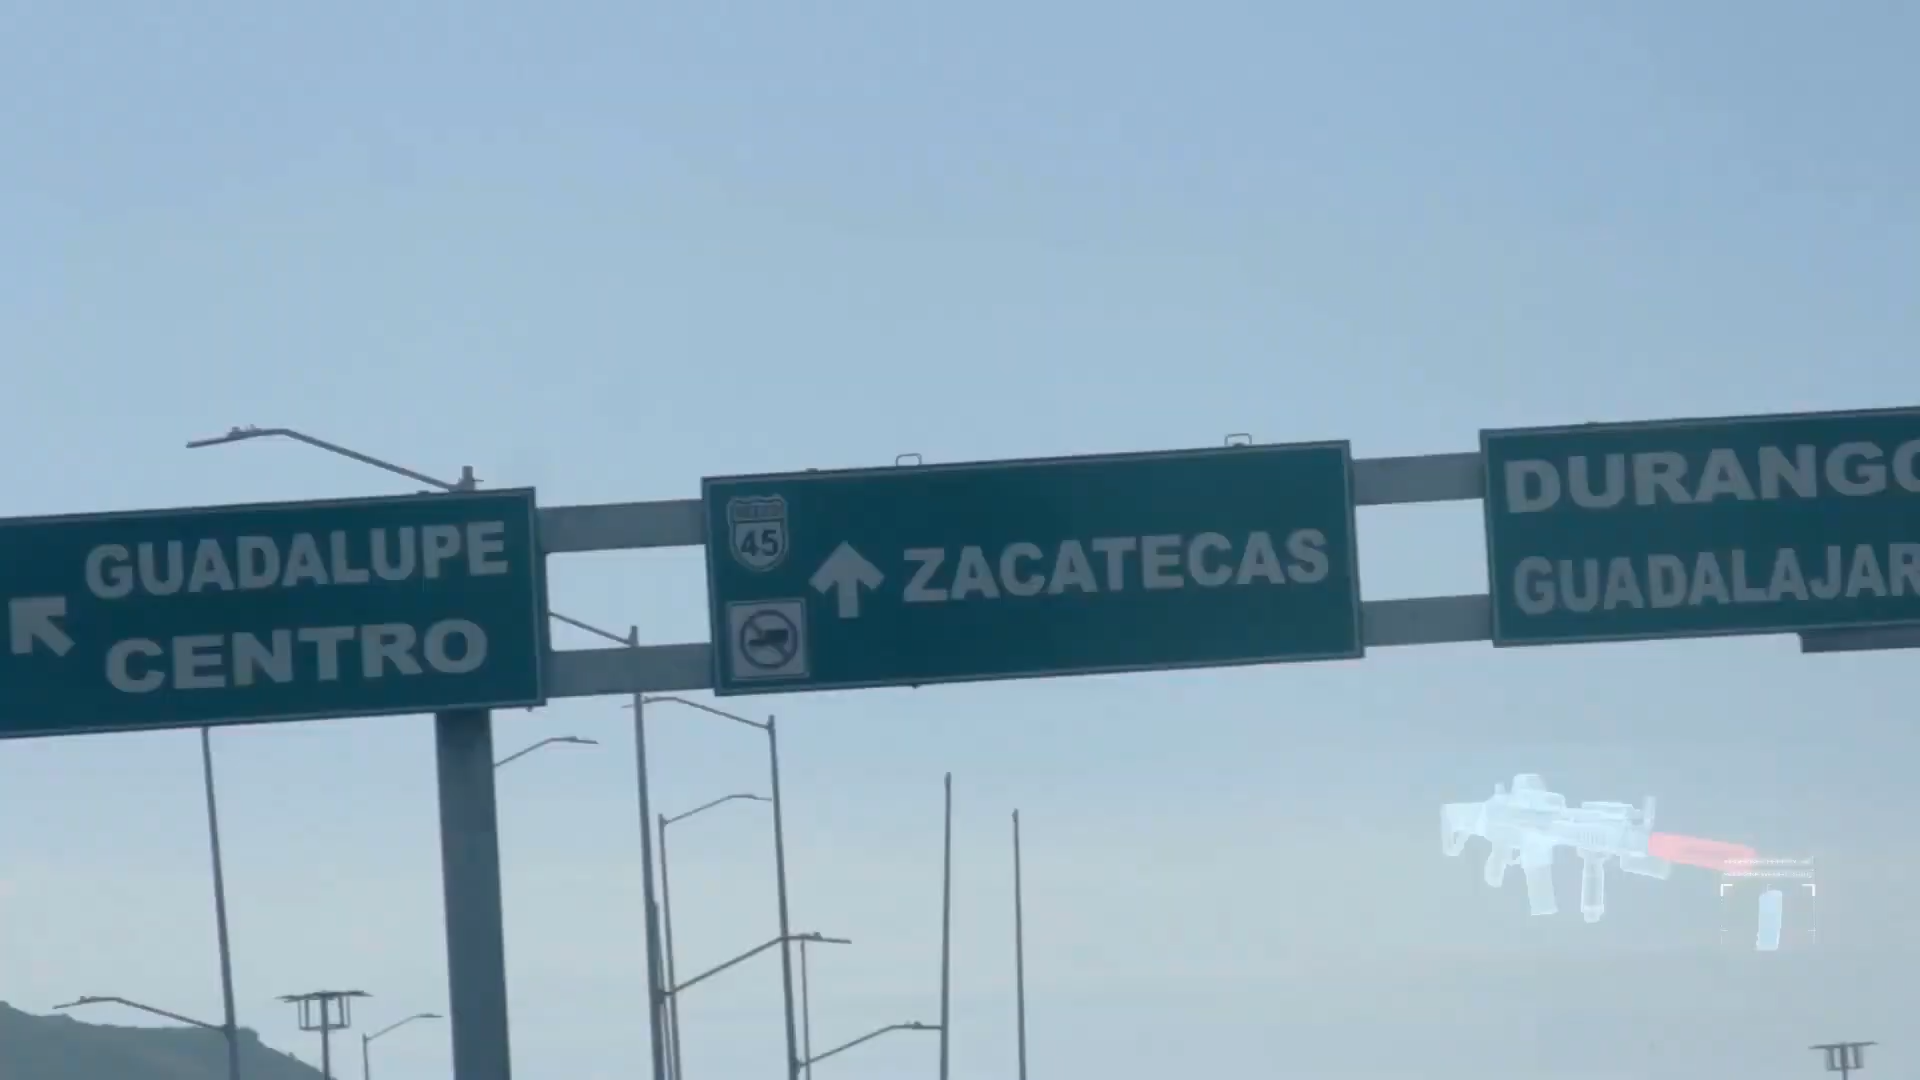 GUADALUPE
CENTRO
45
ZACATECAS
DURANGO
GUADALAJAR